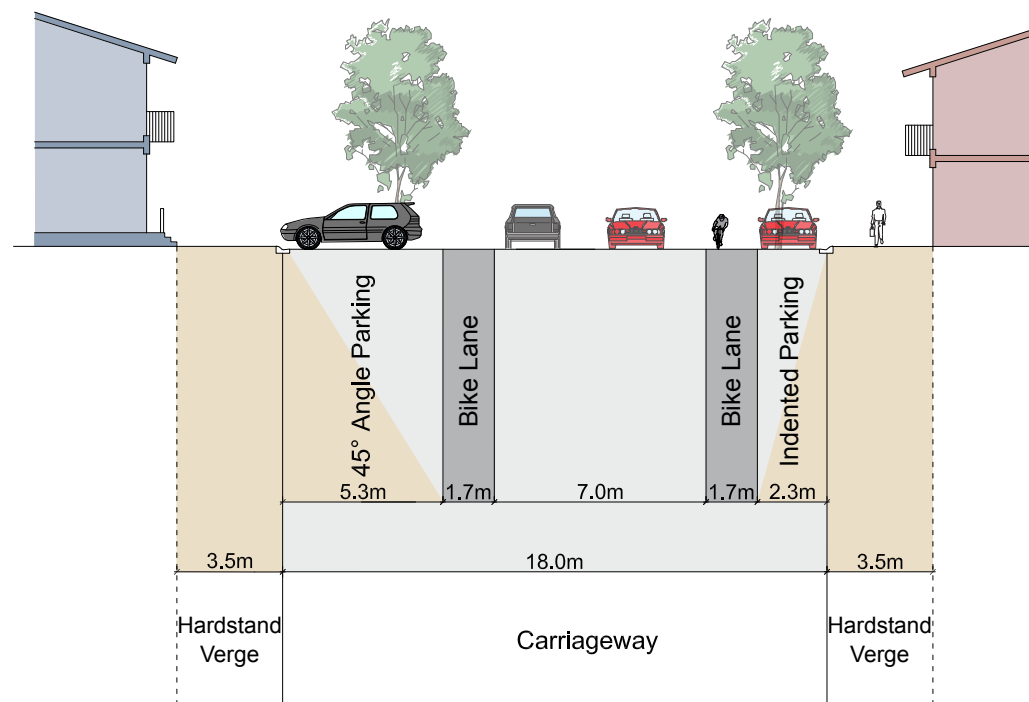 45° Angle Parking
Bike Lane
Bike Lane
Indented Parking
5.3m
1.7m
7.0m
1.7m
2.3m
3.5m
18.0m
3.5m
Hardstand
Verge
Carriageway
Hardstand
Verge